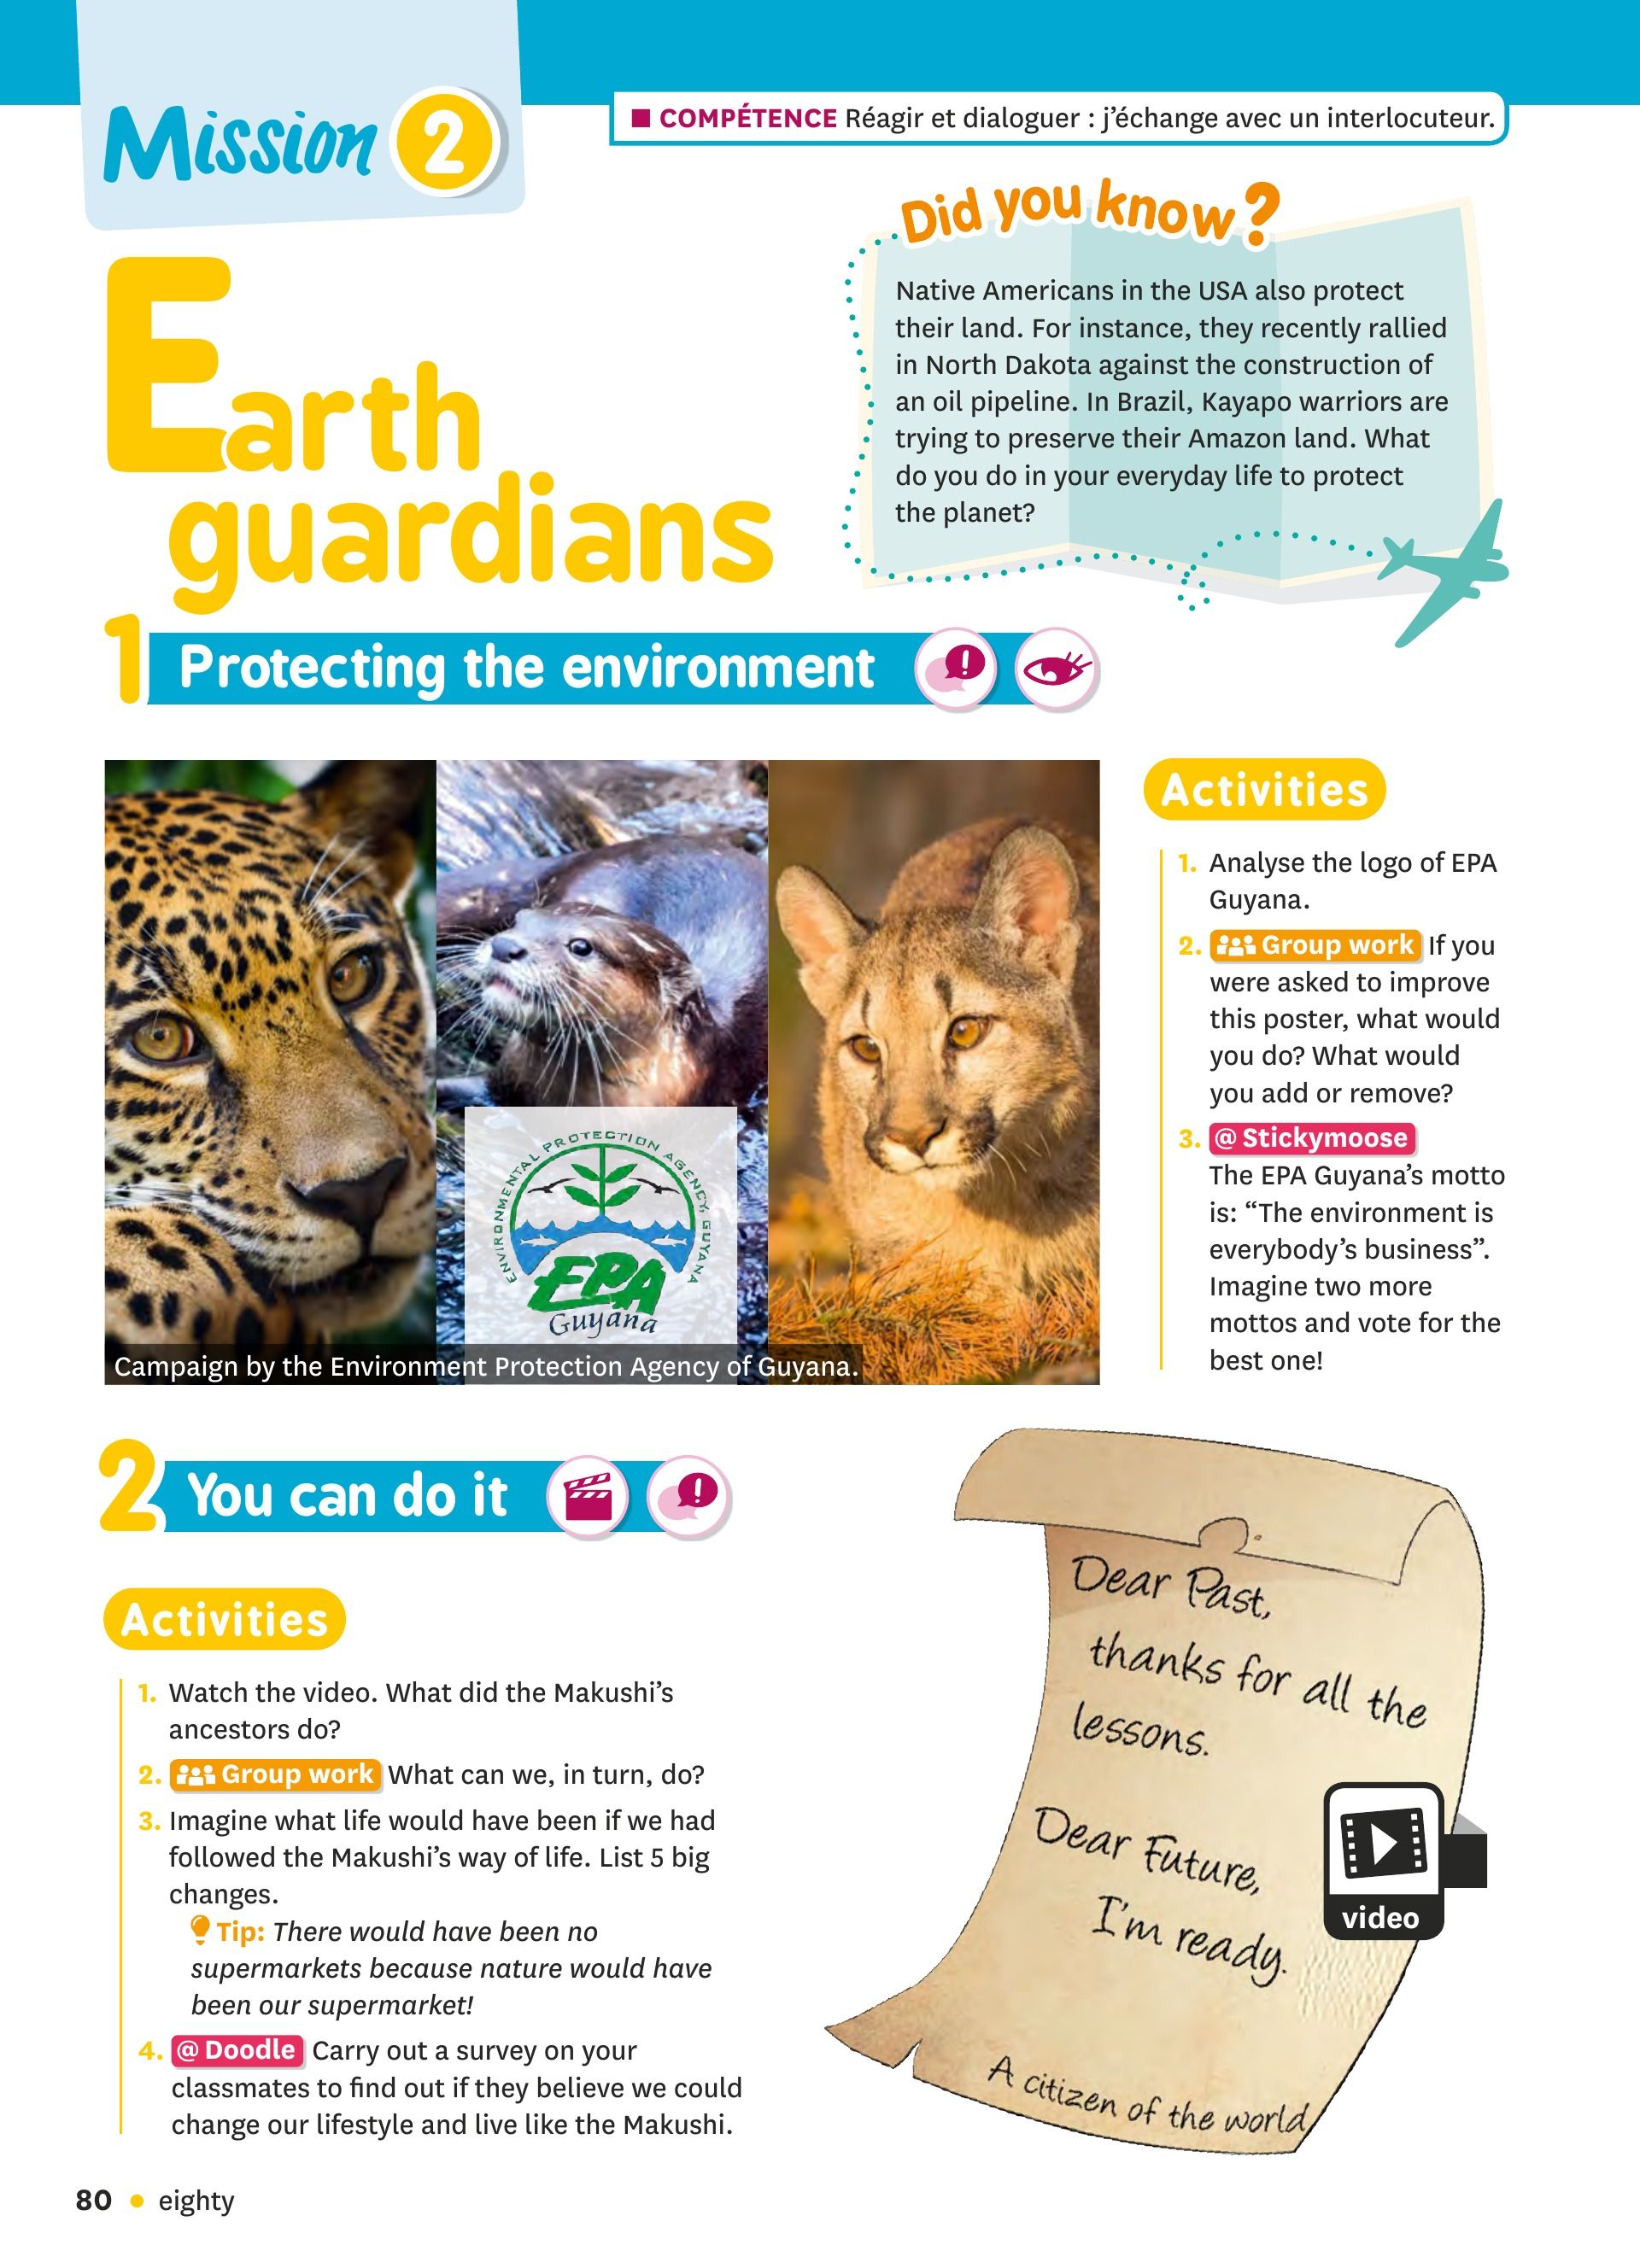 Mission 2
■ COMPÉTENCE Réagir et dialoguer : j'échange avec un interlocuteur.
Did you know?
Native Americans in the USA also protect
their land. For instance, they recently rallied
in North Dakota against the construction of
an oil pipeline. In Brazil, Kayapo warriors are
trying to preserve their Amazon land. What
do you do in your everyday life to protect
the planet?
Earth
guardians
1 Protecting the environment
ENVIRONMENTAL PROTECTION AGENCY, GUYANA
EPA
Guyana
Campaign by the Environment Protection Agency of Guyana.
Activities
1. Analyse the logo of EPA
Guyana.
2. Group work If you
were asked to improve
this poster, what would
you do? What would
you add or remove?
3. @ Stickymoose
The EPA Guyana's motto
is: “The environment is
everybody's business”.
Imagine two more
mottos and vote for the
best one!
2 You can do it
Activities
1. Watch the video. What did the Makushi's
ancestors do?
2. Group work What can we, in turn, do?
3. Imagine what life would have been if we had
followed the Makushi's way of life. List 5 big
changes.
Tip: There would have been no
supermarkets because nature would have
been our supermarket!
4. @ Doodle Carry out a survey on your
classmates to find out if they believe we could
change our lifestyle and live like the Makushi.
Dear Past,
thanks for all the
lessons.
Dear Future,
I'm ready.
A citizen of the world
video
80 • eighty